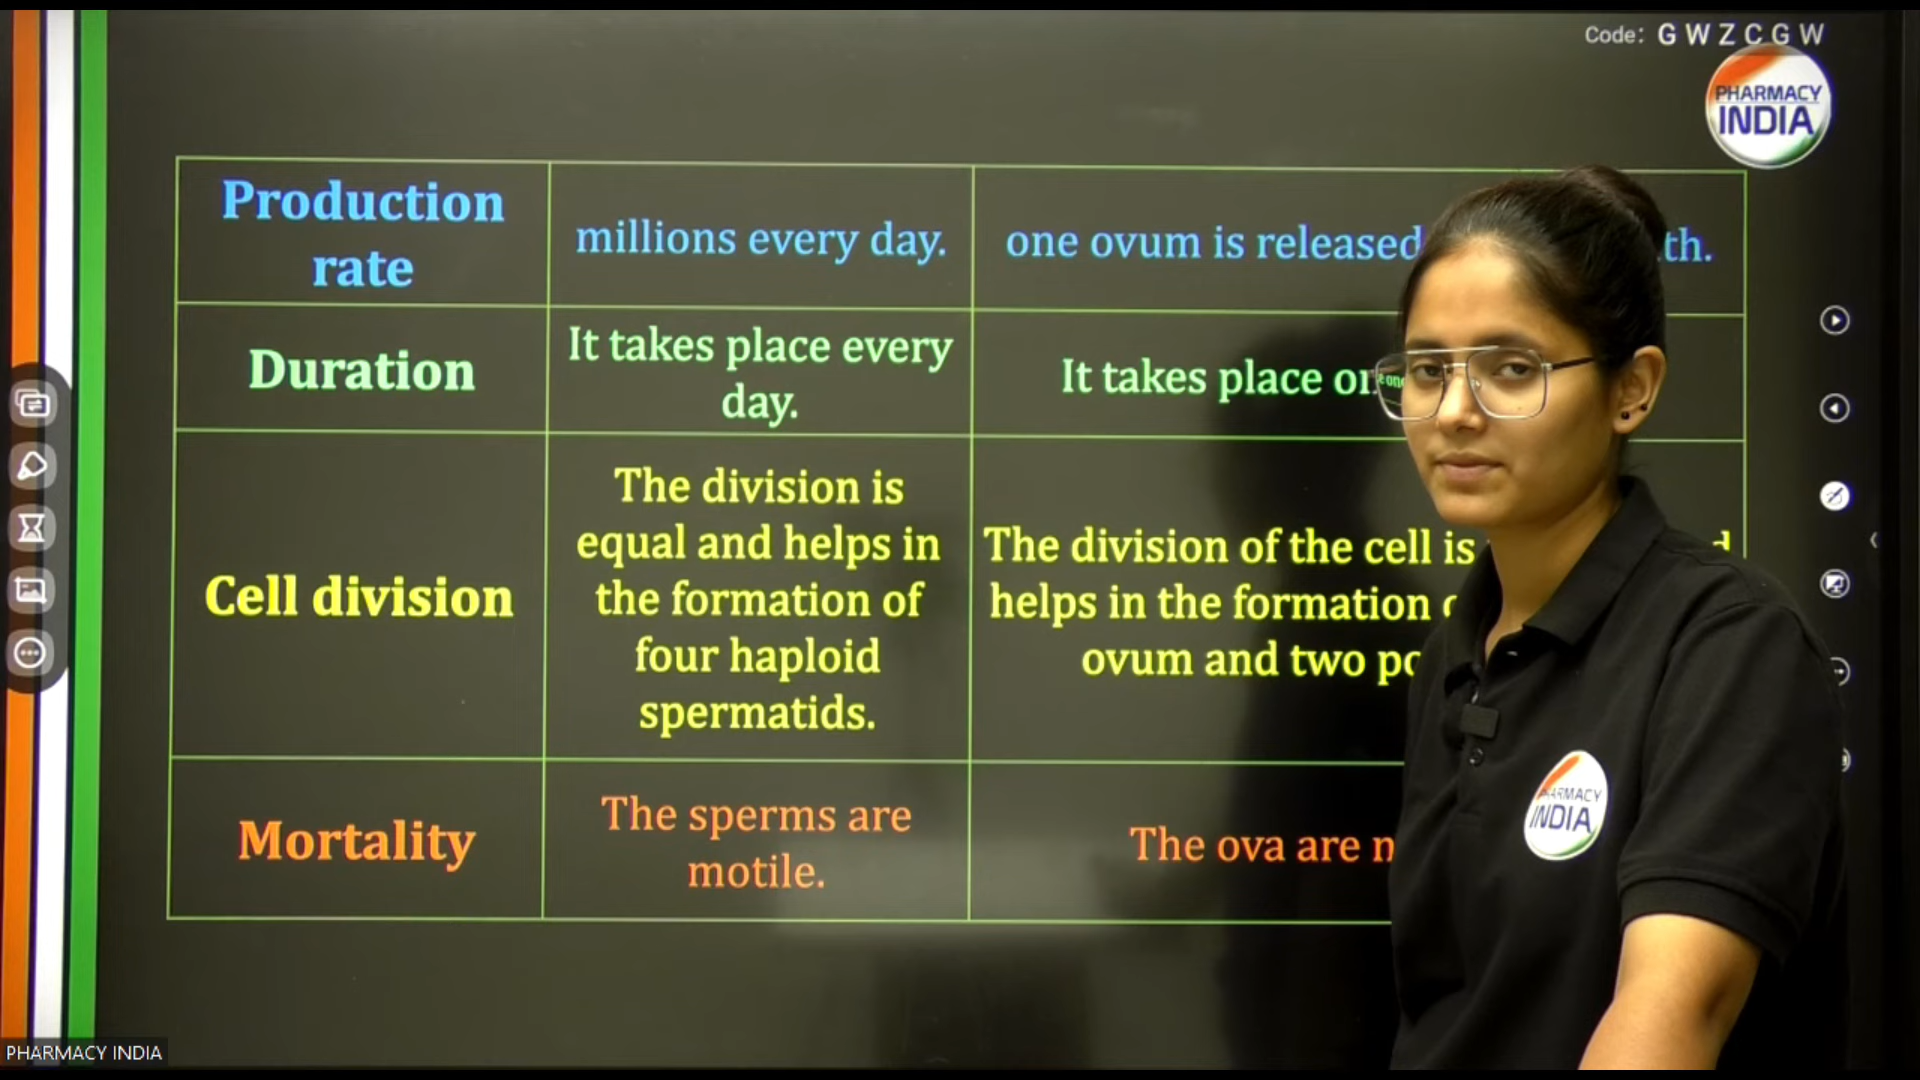 Code: G W Z C G W
PHARMACY
INDIA
Production
rate
millions every day.
one ovum is released th.
Duration
It takes place every
day.
It takes place
Cell division
The division is
equal and helps in
the formation of
four haploid
spermatids.
The division of the cell is
helps in the formation
ovum and two
Mortality
The sperms are
motile.
The ova are
PHARMACY
INDIA
PHARMACY INDIA